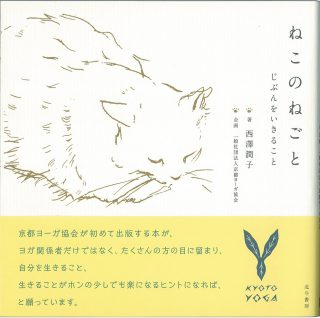 ねこのねごと
じぶんをいきること
著 西澤潤子
企画 一般社団法人京都ヨーガ協会
京都ヨーガ協会が初めて出版する本が、
ヨガ関係者だけではなく、たくさんの方の目に留まり、
自分を生きること、
生きることがホンの少しでも楽になるヒントになれば、
と願っています。
KYOTO
YOGA
北斗書房